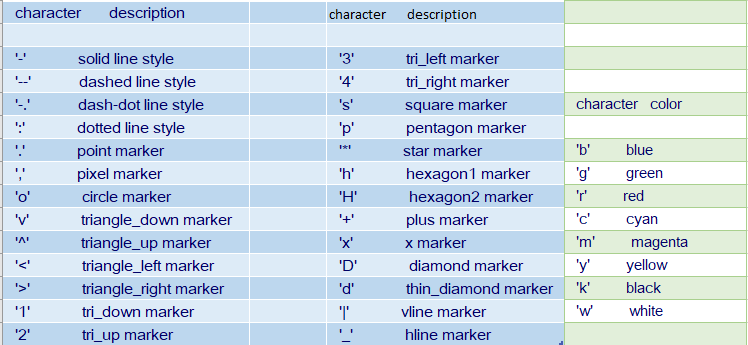 character description character description
'-' solid line style '3' tri_left marker
'--' dashed line style '4' tri_right marker
'-.' dash-dot line style 's' square marker character color
':' dotted line style 'p' pentagon marker
'.' point marker '*' star marker 'b' blue
',' pixel marker 'h' hexagon1 marker 'g' green
'o' circle marker 'H' hexagon2 marker 'r' red
'v' triangle_down marker '+' plus marker 'c' cyan
'^' triangle_up marker 'x' x marker 'm' magenta
'<' triangle_left marker 'D' diamond marker 'y' yellow
'>' triangle_right marker 'd' thin_diamond marker 'k' black
'1' tri_down marker '|' vline marker 'w' white
'2' tri_up marker '_' hline marker